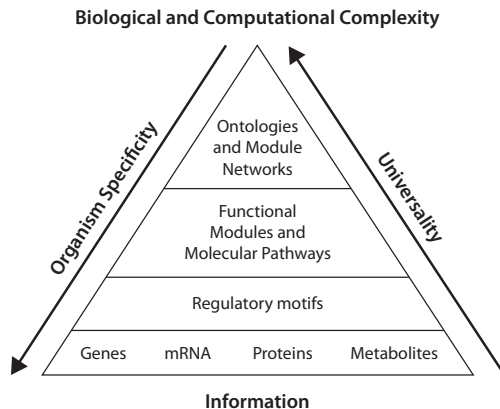 Biological and Computational Complexity
Organism Specificity
Universality
Ontologies
and Module
Networks
Functional
Modules and
Molecular Pathways
Regulatory motifs
Genes mRNA Proteins Metabolites
Information